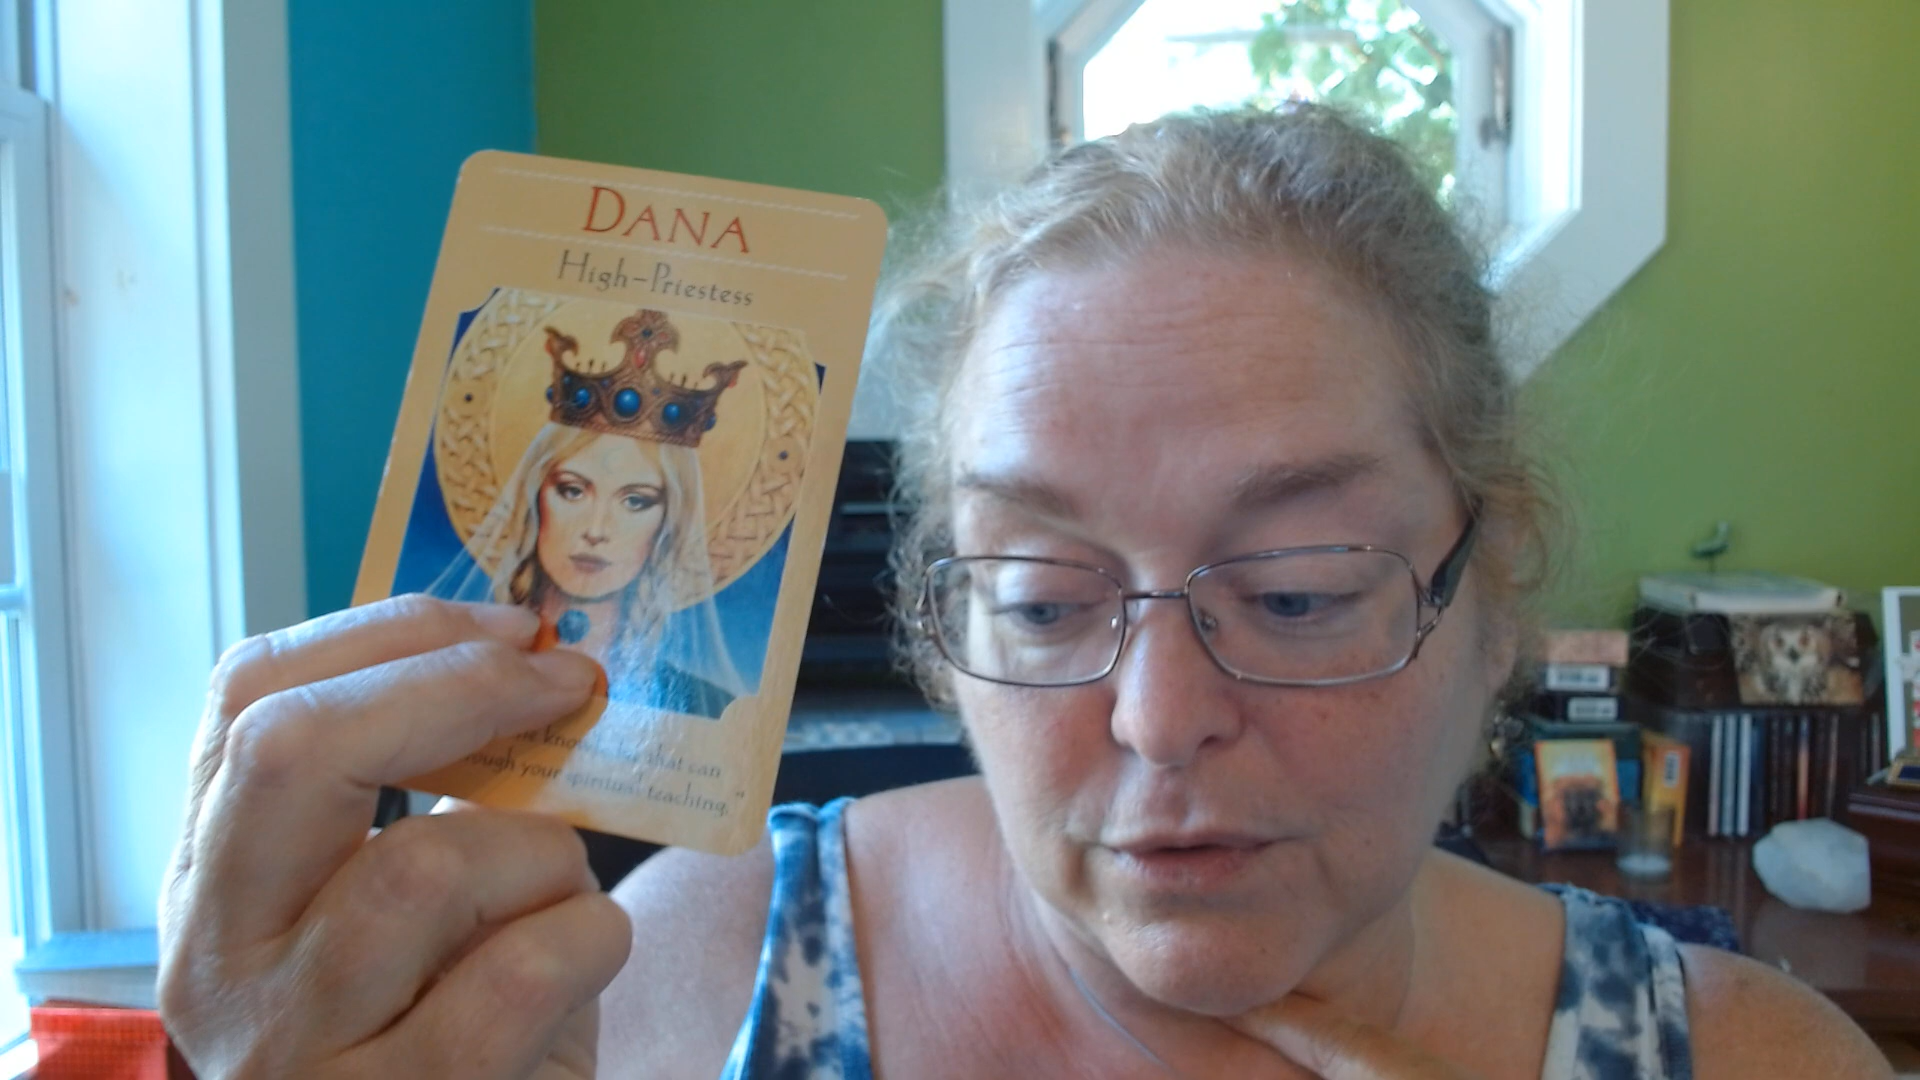 DANA
High-Priestess
knowledge that can
your spiritual teaching."